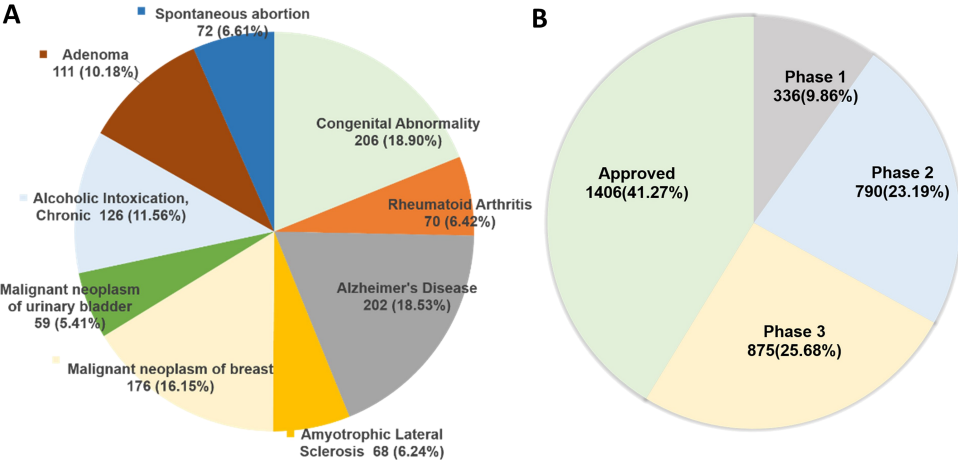 A
Spontaneous abortion
72 (6.61%)
Adenoma
111 (10.18%)
Congenital Abnormality
206 (18.90%)
Alcoholic Intoxication,
Chronic 126 (11.56%)
Rheumatoid Arthritis
70 (6.42%)
Malignant neoplasm
of urinary bladder
59 (5.41%)
Alzheimer's Disease
202 (18.53%)
Malignant neoplasm of breast
176 (16.15%)
Amyotrophic Lateral
Sclerosis 68 (6.24%)
B
Phase 1
336(9.86%)
Approved
1406(41.27%)
Phase 2
790(23.19%)
Phase 3
875(25.68%)